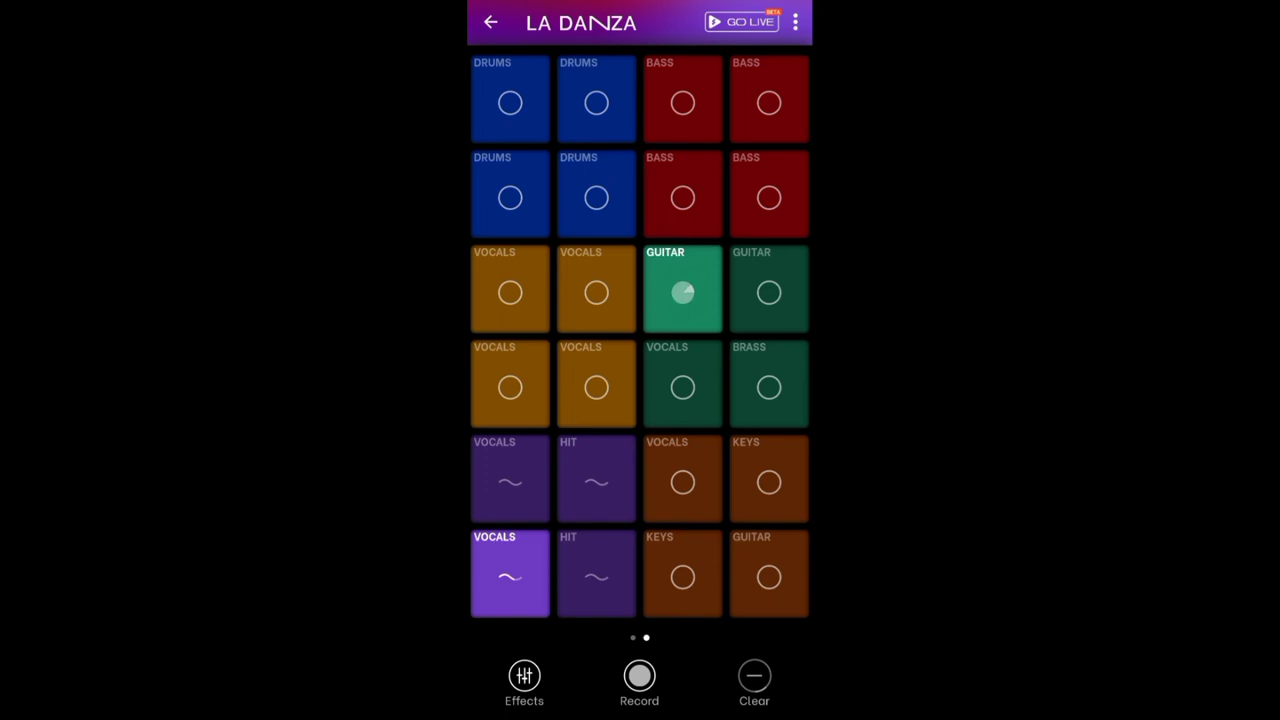 LA DANZA
GO LIVE
BETA
DRUMS DRUMS BASS BASS
DRUMS DRUMS BASS BASS
VOCALS VOCALS GUITAR GUITAR
VOCALS VOCALS VOCALS BRASS
VOCALS HIT VOCALS KEYS
VOCALS HIT KEYS GUITAR
Effects Record Clear